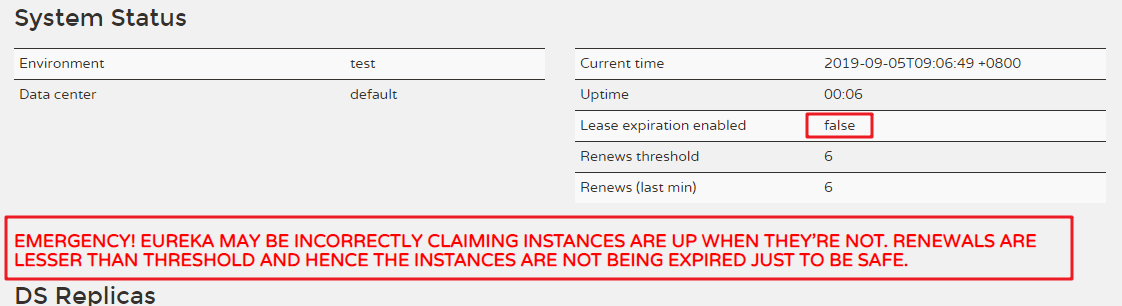 System Status
Environment test
Data center default
Current time 2019-09-05T09:06:49 +0800
Uptime 00:06
Lease expiration enabled false
Renews threshold 6
Renews (last min) 6
EMERGENCY! EUREKA MAY BE INCORRECTLY CLAIMING INSTANCES ARE UP WHEN THEY'RE NOT. RENEWALS ARE
LESSER THAN THRESHOLD AND HENCE THE INSTANCES ARE NOT BEING EXPIRED JUST TO BE SAFE.
DS Replicas